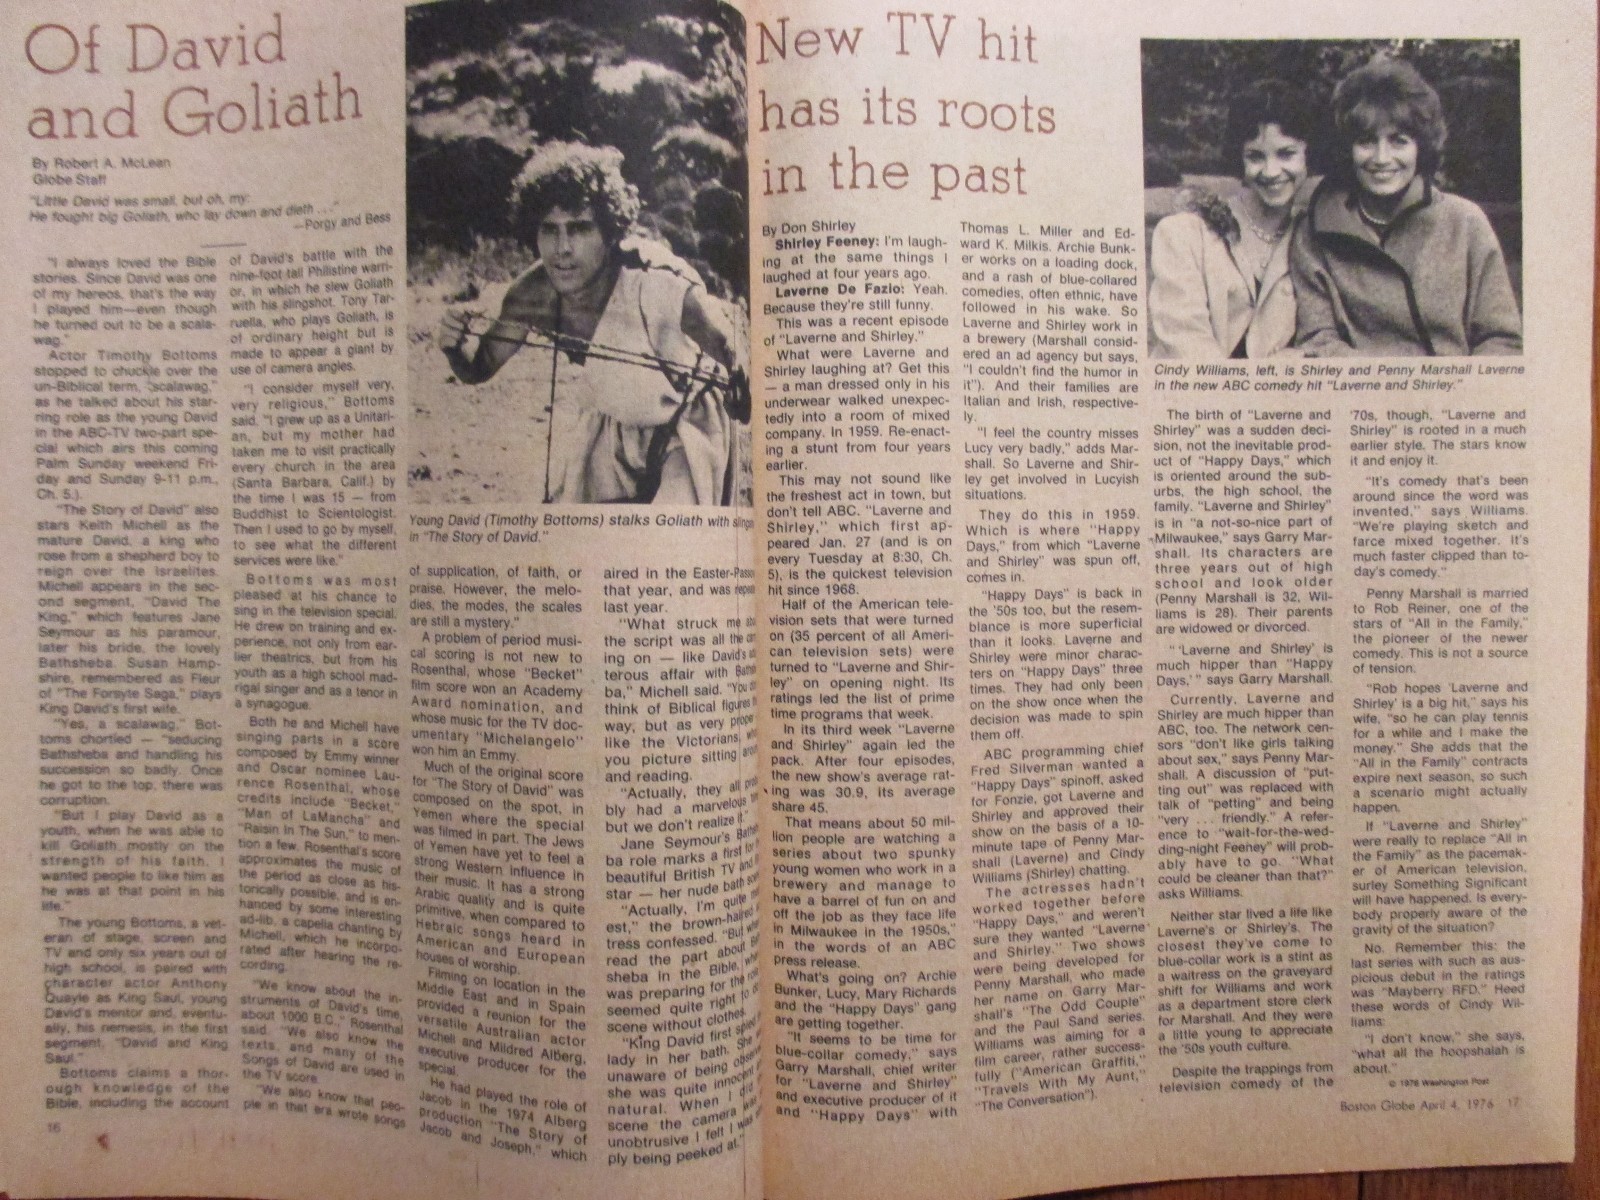 Of David
and Goliath
By Robert A. McLean
Globe Staff
"Little David was small, but oh, my:
He fought big Goliath, who lay down and dieth . . ."
—Porgy and Bess
"I always loved the Bible
stories. Since David was one
of my hereos, that's the way
I played him—even though
he turned out to be a scala-
wag."
Actor Timothy Bottoms
stopped to chuckle over the
un-Biblical term, "scalawag,"
as he talked about his star-
ring role as the young David
in the ABC-TV two-part spe-
cial which airs this coming
Palm Sunday weekend Fri-
day and Sunday 9-11 p.m.,
Ch. 5.).
"The Story of David" also
stars Keith Michell as the
mature David, a king who
rose from a shepherd boy to
reign over the Israelites.
Michell appears in the sec-
ond segment, "David The
King," which features Jane
Seymour as his paramour,
later his bride, the lovely
Bathsheba. Susan Hamp-
shire, remembered as Fleur
of "The Forsyte Saga," plays
King David's first wife.
"Yes, a scalawag," Bot-
toms chortled — "seducing
Bathsheba and handling his
succession so badly. Once
he got to the top, there was
corruption.
"But I play David as a
youth, when he was able to
kill Goliath, mostly on the
strength of his faith. I
wanted people to like him as
he was at that point in his
life."
The young Bottoms, a vet-
eran of stage, screen and
TV and only six years out of
high school, is paired with
character actor Anthony
Quayle as King Saul, young
David's mentor and, eventu-
ally, his nemesis, in the first
segment, "David and King
Saul."
Bottoms claims a thor-
ough knowledge of the
Bible, including the account
16
of David's battle with the
nine-foot tall Philistine warri-
or, in which he slew Goliath
with his slingshot. Tony Tar-
ruella, who plays Goliath, is
of ordinary height but is
made to appear a giant by
use of camera angles.
"I consider myself very,
very religious," Bottoms
said. "I grew up as a Unitari-
an, but my mother had
taken me to visit practically
every church in the area
(Santa Barbara, Calif.) by
the time I was 15 — from
Buddhist to Scientologist.
Then I used to go by myself,
to see what the different
services were like."
Bottoms was most
pleased at his chance to
sing in the television special.
He drew on training and ex-
perience, not only from ear-
lier theatrics, but from his
youth as a high school mad-
rigal singer and as a tenor in
a synagogue.
Both he and Michell have
singing parts in a score
composed by Emmy winner
and Oscar nominee Lau-
rence Rosenthal, whose
credits include "Becket,"
"Man of LaMancha" and
"Raisin In The Sun," to men-
tion a few. Rosenthal's score
approximates the music of
the period as close as his-
torically possible, and is en-
hanced by some interesting
ad-lib, a capella chanting by
Michell, which he incorpo-
rated after hearing the re-
cording.
"We know about the in-
struments of David's time,
about 1000 B.C.," Rosenthal
said. "We also know the
texts, and many of the
Songs of David are used in
the TV score.
"We also know that peo-
ple in that era wrote songs
Young David (Timothy Bottoms) stalks Goliath with
in "The Story of David."
of supplication, of faith, or
praise. However, the melo-
dies, the modes, the scales
are still a mystery."
A problem of period musi-
cal scoring is not new to
Rosenthal, whose "Becket"
film score won an Academy
Award nomination, and
whose music for the TV doc-
umentary "Michelangelo"
won him an Emmy.
Much of the original score
for "The Story of David" was
composed on the spot, in
Yemen where the special
was filmed in part. The Jews
of Yemen have yet to feel a
strong Western influence in
their music. It has a strong
Arabic quality and is quite
primitive, when compared to
Hebraic songs heard in
American and European
houses of worship.
Filming on location in the
Middle East and in Spain
provided a reunion for the
versatile Australian actor
Michell and Mildred Alberg,
executive producer for the
special.
He had played the role of
Jacob in the 1974 Alberg
production "The Story of
Jacob and Joseph," which
aired in the Easter-
that year, and was
last year.
"What struck me
the script was all the
ing on — like David's
terous affair with
ba," Michell said. "You
think of Biblical figures
way, but as very
like the Victorians,
you picture sitting
and reading.
"Actually, they all
bly had a marvelous
but we don't realize it."
Jane Seymour's
ba role marks a first for
beautiful British TV and
star — her nude bath
"Actually, I'm quite
est," the brown-haired
tress confessed. "But
read the part about
sheba in the Bible,
was preparing for the
seemed quite right to
scene without clothes.
"King David first
lady in her bath. She
unaware of being
she was quite innocent
natural. When I did
scene the camera was
unobtrusive I felt I was
ply being peeked at."
New TV hit
has its roots
in the past
By Don Shirley
Shirley Feeney: I'm laugh-
ing at the same things I
laughed at four years ago.
Laverne De Fazio: Yeah.
Because they're still funny.
This was a recent episode
of "Laverne and Shirley."
What were Laverne and
Shirley laughing at? Get this
— a man dressed only in his
underwear walked unexpec-
tedly into a room of mixed
company. In 1959. Re-enact-
ing a stunt from four years
earlier.
This may not sound like
the freshest act in town, but
don't tell ABC. "Laverne and
Shirley," which first ap-
peared Jan. 27 (and is on
every Tuesday at 8:30, Ch.
5), is the quickest television
hit since 1968.
Half of the American tele-
vision sets that were turned
on (35 percent of all Ameri-
can television sets) were
turned to "Laverne and Shir-
ley" on opening night. Its
ratings led the list of prime
time programs that week.
In its third week "Laverne
and Shirley" again led the
pack. After four episodes,
the new show's average rat-
ing was 30.9, its average
share 45.
That means about 50 mil-
lion people are watching a
series about two spunky
young women who work in a
brewery and manage to
have a barrel of fun on and
off the job as they face life
in Milwaukee in the 1950s,"
in the words of an ABC
press release.
What's going on? Archie
Bunker, Lucy, Mary Richards
and the "Happy Days" gang
are getting together.
"It seems to be time for
blue-collar comedy," says
Garry Marshall, chief writer
for "Laverne and Shirley"
and executive producer of it
and "Happy Days" with
Thomas L. Miller and Ed-
ward K. Milkis. Archie Bunk-
er works on a loading dock,
and a rash of blue-collared
comedies, often ethnic, have
followed in his wake. So
Laverne and Shirley work in
a brewery (Marshall consid-
ered an ad agency but says,
"I couldn't find the humor in
it"). And their families are
Italian and Irish, respective-
ly.
"I feel the country misses
Lucy very badly," adds Mar-
shall. So Laverne and Shir-
ley get involved in Lucyish
situations.
They do this in 1959.
Which is where "Happy
Days," from which "Laverne
and Shirley" was spun off,
comes in.
"Happy Days" is back in
the '50s too, but the resem-
blance is more superficial
than it looks. Laverne and
Shirley were minor charac-
ters on "Happy Days" three
times. They had only been
on the show once when the
decision was made to spin
them off.
ABC programming chief
Fred Silverman wanted a
"Happy Days" spinoff, asked
for Fonzie, got Laverne and
Shirley and approved their
show on the basis of a 10-
minute tape of Penny Mar-
shall (Laverne) and Cindy
Williams (Shirley) chatting.
The actresses hadn't
worked together before
"Happy Days," and weren't
sure they wanted "Laverne
and Shirley." Two shows
were being developed for
Penny Marshall, who made
her name on Garry Mar-
shall's "The Odd Couple"
and the Paul Sand series.
Williams was aiming for a
film career, rather success-
fully ("American Graffiti,"
"Travels With My Aunt,"
"The Conversation").
Cindy Williams, left, is Shirley and Penny Marshall Laverne
in the new ABC comedy hit "Laverne and Shirley."
The birth of "Laverne and
Shirley" was a sudden deci-
sion, not the inevitable prod-
uct of "Happy Days," which
is oriented around the sub-
urbs, the high school, the
family. "Laverne and Shirley"
is in "a not-so-nice part of
Milwaukee," says Garry Mar-
shall. Its characters are
three years out of high
school and look older
(Penny Marshall is 32, Wil-
liams is 28). Their parents
are widowed or divorced.
" 'Laverne and Shirley' is
much hipper than "Happy
Days,' " says Garry Marshall.
Currently, Laverne and
Shirley are much hipper than
ABC, too. The network cen-
sors "don't like girls talking
about sex," says Penny Mar-
shall. A discussion of "put-
ting out" was replaced with
talk of "petting" and being
"very . . . friendly." A refer-
ence to "wait-for-the-wed-
ding-night Feeney" will prob-
ably have to go. "What
could be cleaner than that?"
asks Williams.
Neither star lived a life like
Laverne's or Shirley's. The
closest they've come to
blue-collar work is a stint as
a waitress on the graveyard
shift for Williams and work
as a department store clerk
for Marshall. And they were
a little young to appreciate
the '50s youth culture.
Despite the trappings from
television comedy of the
'70s, though, "Laverne and
Shirley" is rooted in a much
earlier style. The stars know
it and enjoy it.
"It's comedy that's been
around since the word was
invented," says Williams.
"We're playing sketch and
farce mixed together. It's
much faster clipped than to-
day's comedy."
Penny Marshall is married
to Rob Reiner, one of the
stars of "All in the Family,"
the pioneer of the newer
comedy. This is not a source
of tension.
"Rob hopes 'Laverne and
Shirley' is a big hit," says his
wife, "so he can play tennis
for a while and I make the
money." She adds that the
"All in the Family" contracts
expire next season, so such
a scenario might actually
happen.
If "Laverne and Shirley"
were really to replace "All in
the Family" as the pacemak-
er of American television,
surley Something Significant
will have happened. Is every-
body properly aware of the
gravity of the situation?
No. Remember this: the
last series with such as aus-
picious debut in the ratings
was "Mayberry RFD." Heed
these words of Cindy Wil-
liams:
"I don't know," she says,
"what all the hoopshalah is
about."
© 1976 Washington Post
Boston Globe April 4, 1976 17